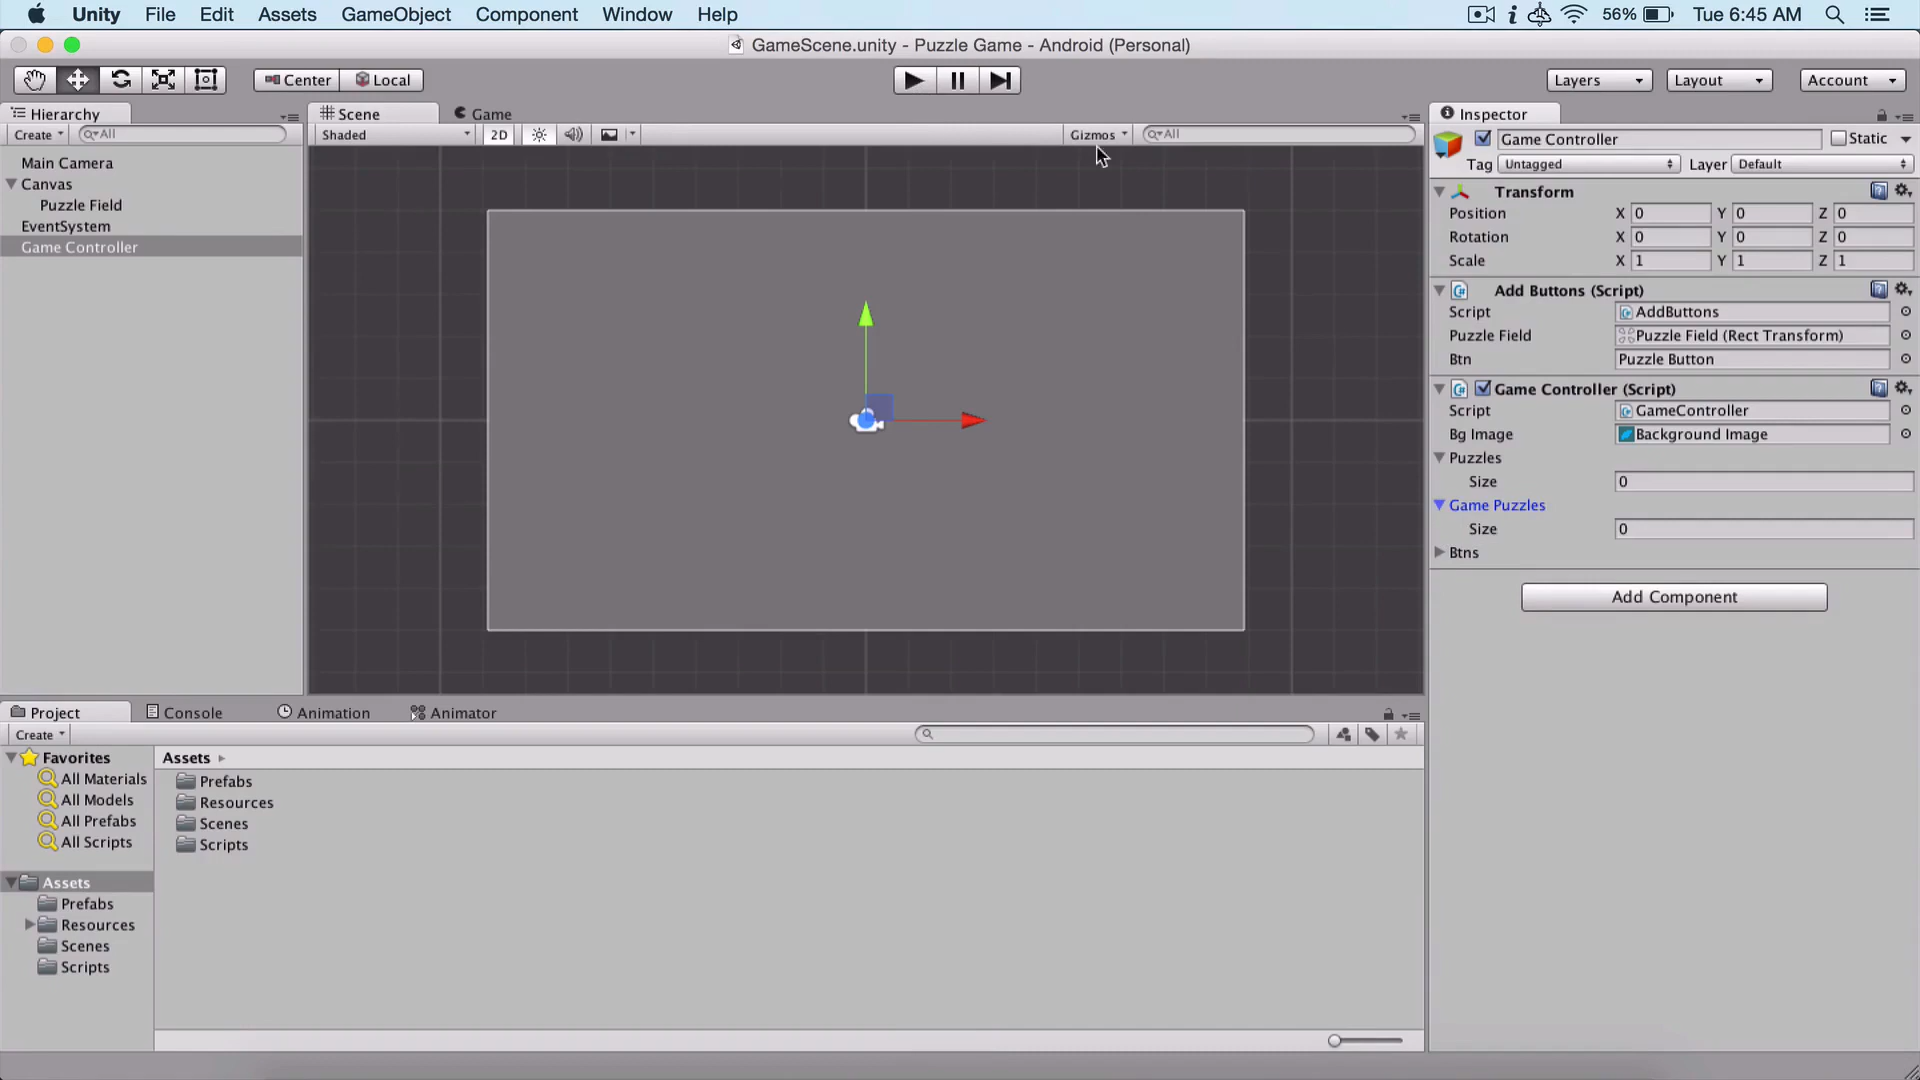 Unity File Edit Assets GameObject Component Window Help 56% Tue 6:45 AM
GameScene.unity - Puzzle Game - Android (Personal)
Center Local Layers Layout Account
Hierarchy
Create All
Main Camera
Canvas
Puzzle Field
EventSystem
Game Controller
Scene Game
Shaded 2D Gizmos All
Inspector
Game Controller Static
Tag Untagged Layer Default
Transform
Position X 0 Y 0 Z 0
Rotation X 0 Y 0 Z 0
Scale X 1 Y 1 Z 1
Add Buttons (Script)
Script AddButtons
Puzzle Field Puzzle Field (Rect Transform)
Btn Puzzle Button
Game Controller (Script)
Script GameController
Bg Image Background Image
Puzzles
Size 0
Game Puzzles
Size 0
Btns
Add Component
Project Console Animation Animator
Create
Favorites
All Materials
All Models
All Prefabs
All Scripts
Assets
Prefabs
Resources
Scenes
Scripts
Assets
Prefabs
Resources
Scenes
Scripts